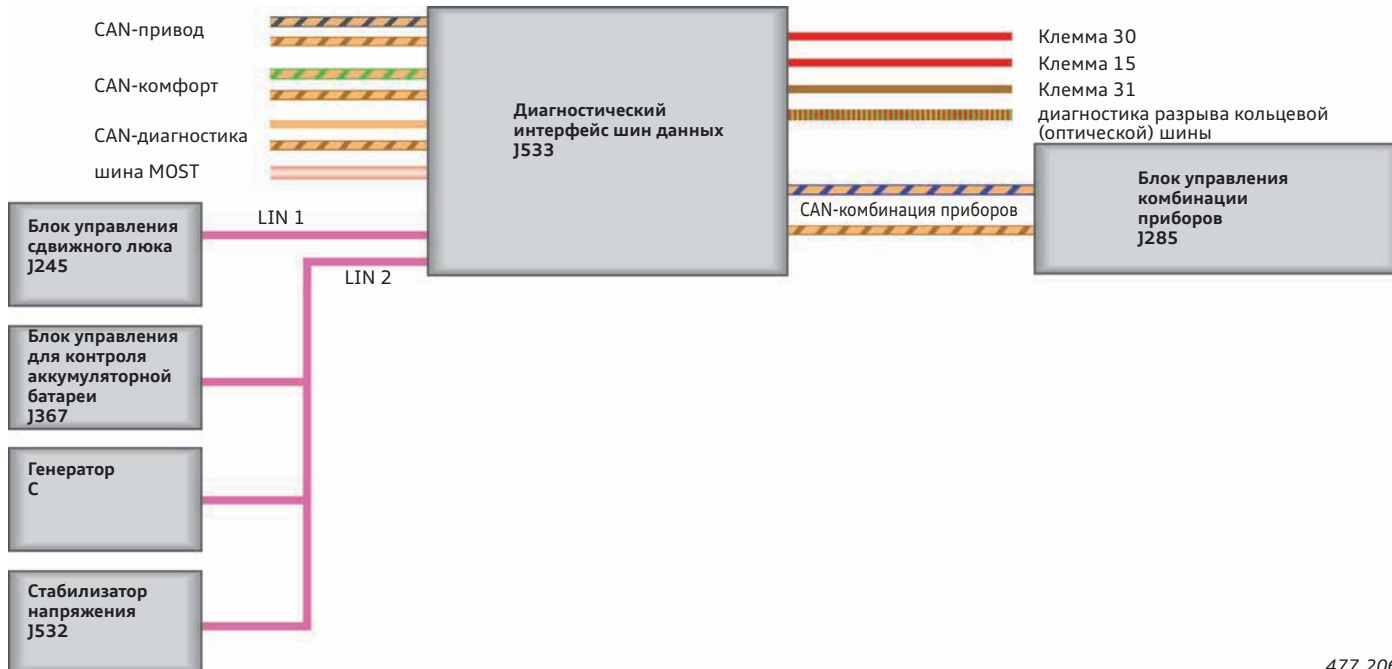 CAN-привод
CAN-комфорт
CAN-диагностика
шина MOST
Диагностический
интерфейс шин данных
J533
Клемма 30
Клемма 15
Клемма 31
диагностика разрыва кольцевой
(оптической) шины
CAN-комбинация приборов
Блок управления
комбинации
приборов
J285
LIN 1
LIN 2
Блок управления
сдвижного люка
J245
Блок управления
для контроля
аккумуляторной
батареи
J367
Генератор
C
Стабилизатор
напряжения
J532
477_206